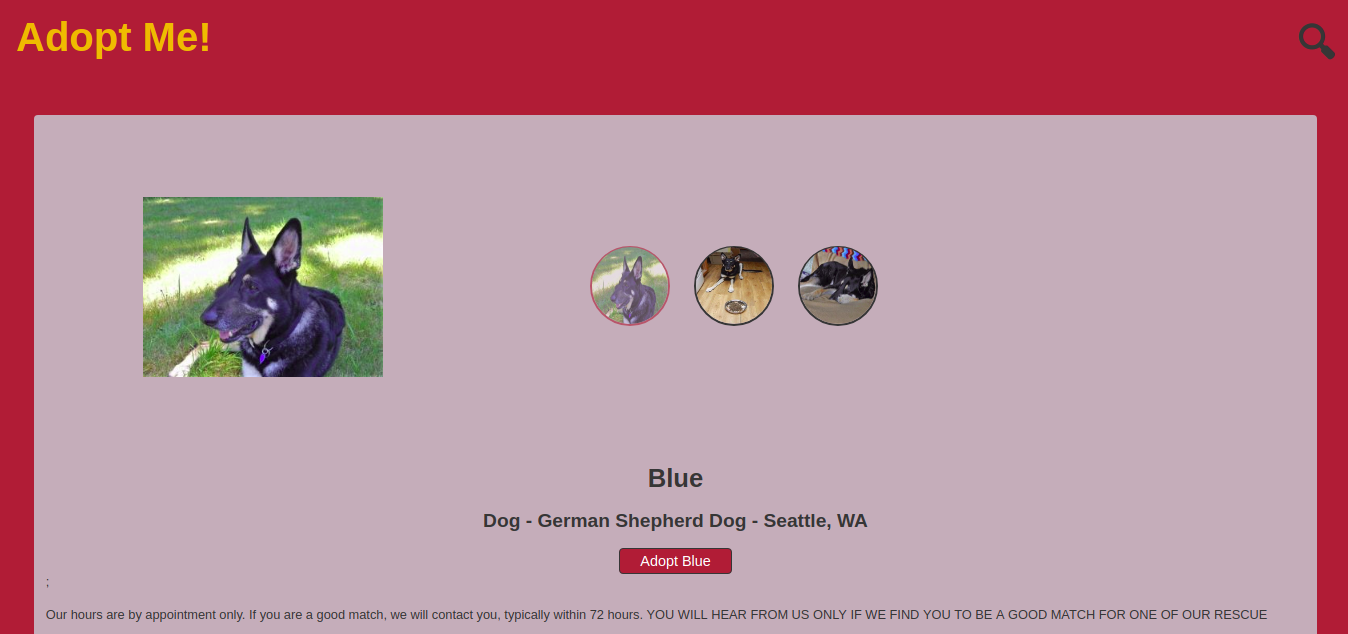 Adopt Me!
Blue
Dog - German Shepherd Dog - Seattle, WA
Adopt Blue
;
Our hours are by appointment only. If you are a good match, we will contact you, typically within 72 hours. YOU WILL HEAR FROM US ONLY IF WE FIND YOU TO BE A GOOD MATCH FOR ONE OF OUR RESCUE